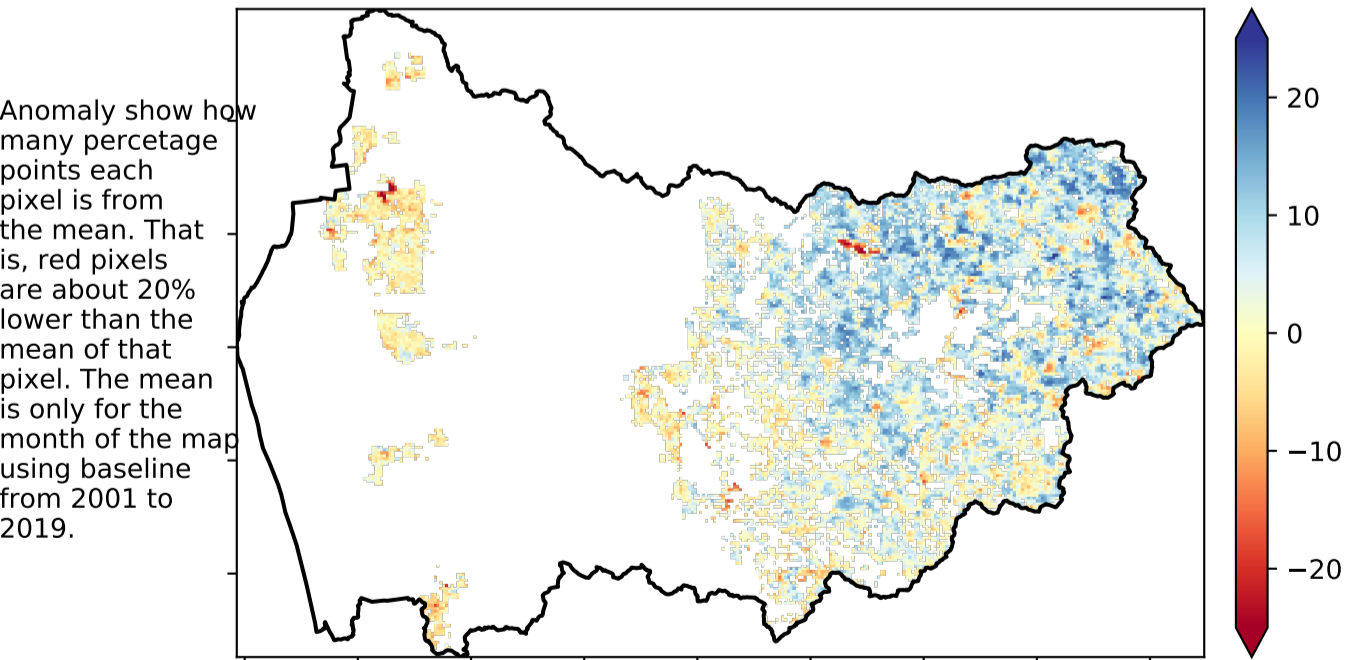 Anomaly show how
many percetage
points each
pixel is from
the mean. That
is, red pixels
are about 20%
lower than the
mean of that
pixel. The mean
is only for the
month of the map
using baseline
from 2001 to
2019.
20
10
0
−10
−20